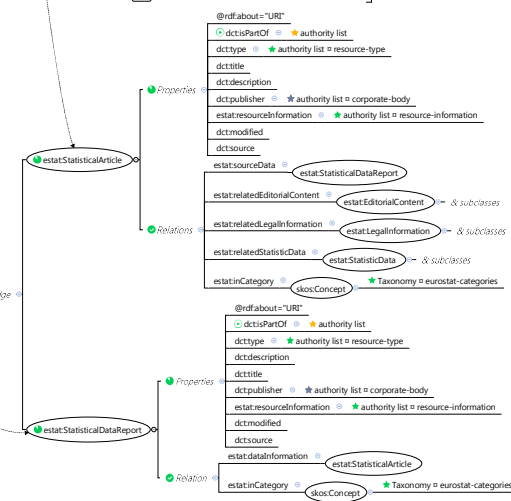 @rdf:about="URI"
dct:isPartOf authority list
dct:type authority list ¤ resource-type
dct:title
dct:description
Properties dct:publisher authority list ¤ corporate-body
estat:resourceInformation authority list ¤ resource-information
dct:modified
dct:source
estat:StatisticalArticle
estat:sourceData estat:StatisticalDataReport
estat:relatedEditorialContent estat:EditorialContent & subclasses
Relations estat:relatedLegalInformation estat:LegalInformation & subclasses
estat:relatedStatisticData estat:StatisticData & subclasses
estat:inCategory skos:Concept Taxonomy ¤ eurostat-categories
@rdf:about="URI"
dct:isPartOf authority list
dct:type authority list ¤ resource-type
dct:description
dct:title
Properties
dct:publisher authority list ¤ corporate-body
estat:resourceInformation authority list ¤ resource-information
dct:modified
dct:source
estat:StatisticalDataReport
estat:dataInformation estat:StatisticalArticle
Relation
estat:inCategory skos:Concept Taxonomy ¤ eurostat-categories